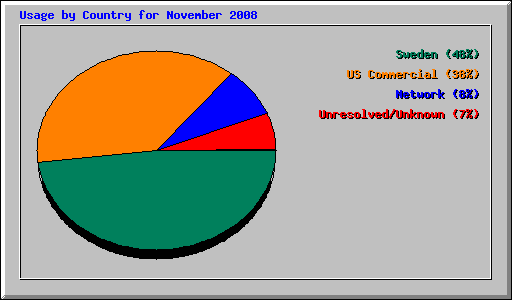 Usage by Country for November 2008
Sweden (48%)
US Commercial (38%)
Network (8%)
Unresolved/Unknown (7%)